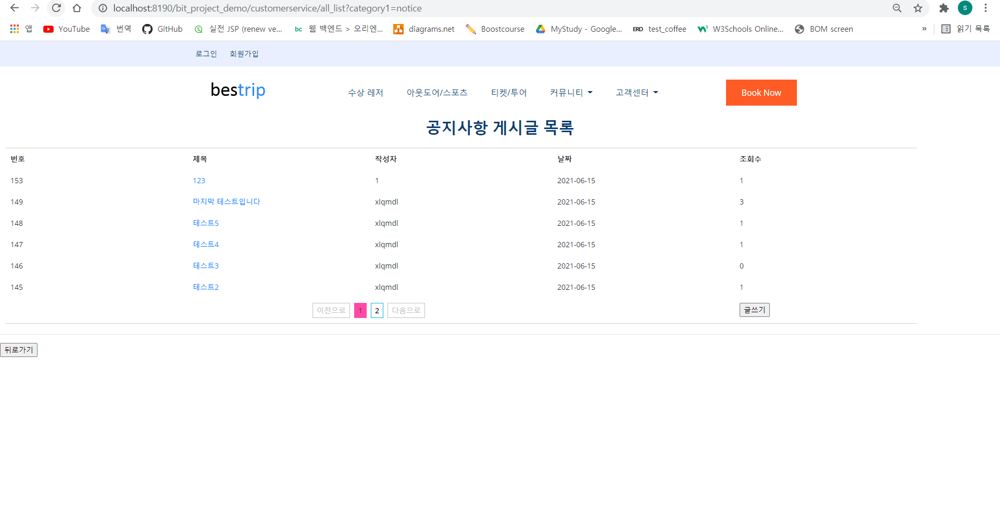 localhost:8190/bit_project_demo/customerservice/all_list?category1=notice
S
앱 YouTube 번역 GitHub 실전 JSP (renew ve... bc 웹 백엔드 > 오리엔... diagrams.net Boostcourse MyStudy - Google... ERD test_coffee W3Schools Online... BOM screen » 읽기 목록
로그인 회원가입
bestrip 수상 레저 아웃도어/스포츠 티켓/투어 커뮤니티 고객센터 Book Now
공지사항 게시글 목록
번호 제목 작성자 날짜 조회수
153 123 1 2021-06-15 1
149 마지막 테스트입니다 xlqmdl 2021-06-15 3
148 테스트5 xlqmdl 2021-06-15 1
147 테스트4 xlqmdl 2021-06-15 1
146 테스트3 xlqmdl 2021-06-15 0
145 테스트2 xlqmdl 2021-06-15 1
이전으로 1 2 다음으로 글쓰기
뒤로가기